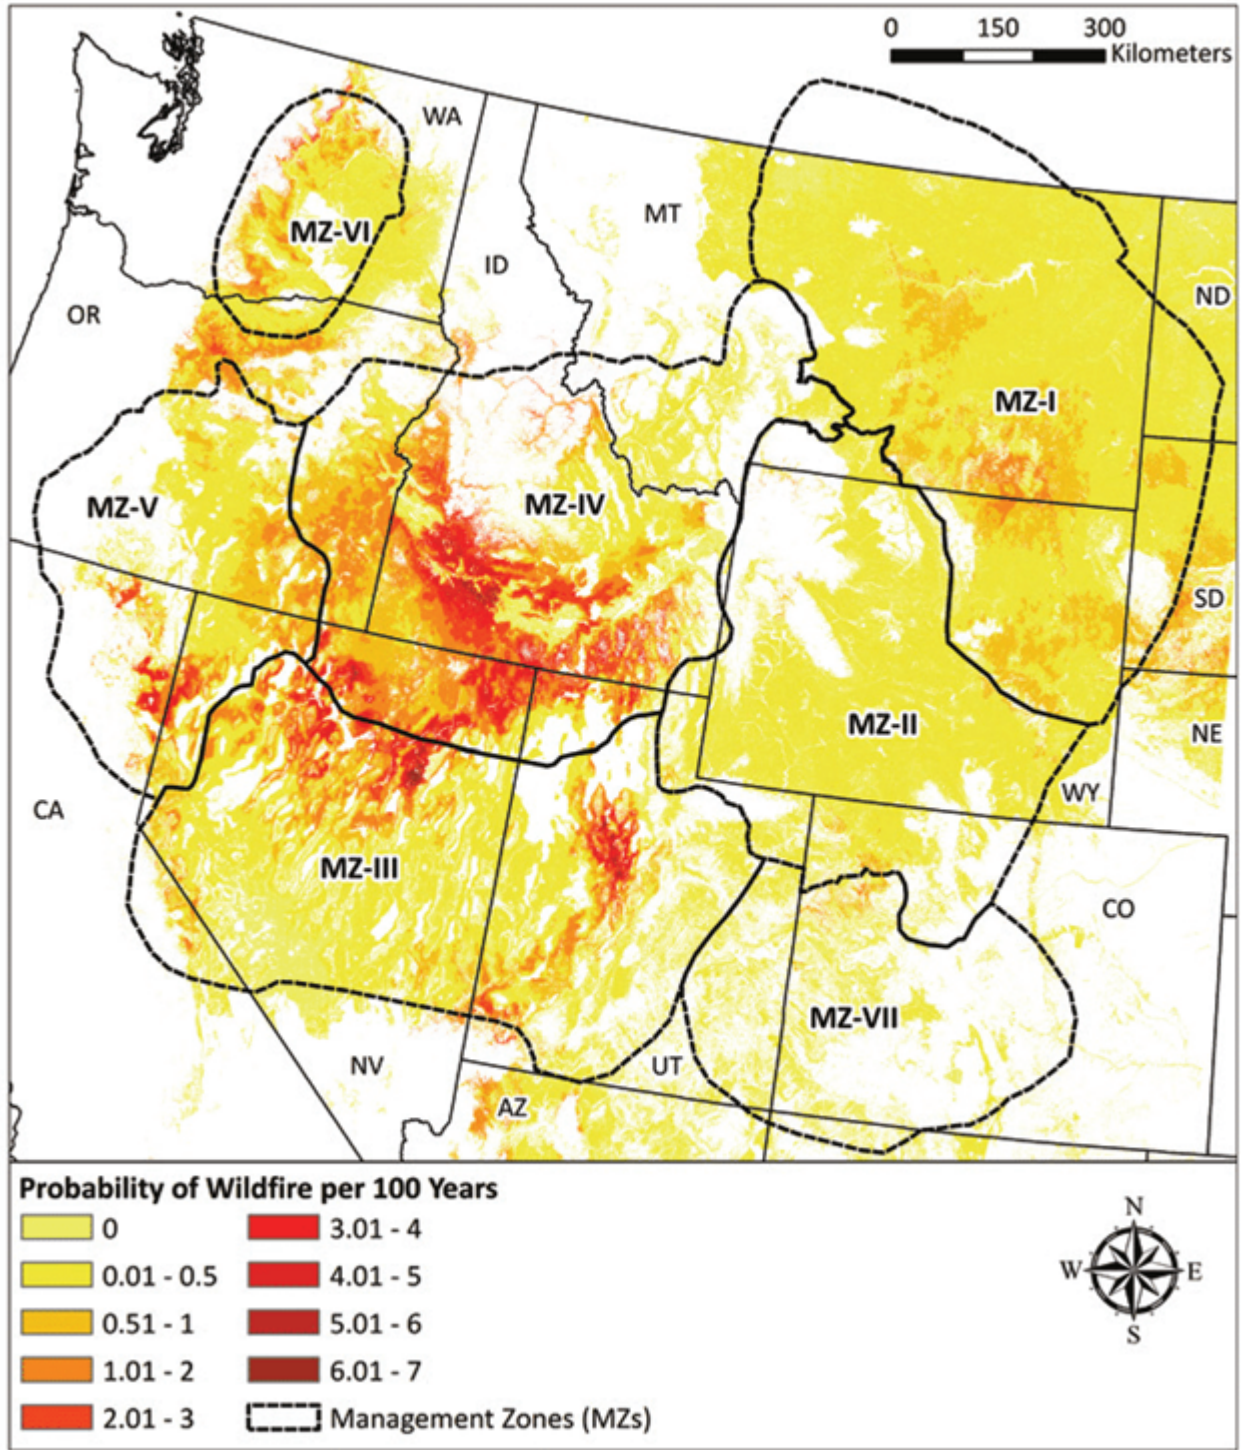 0 150 300
Kilometers
WA
MT
MZ-VI
ID
ND
OR
MZ-I
MZ-V
MZ-IV
SD
MZ-II
NE
WY
CA
MZ-III
CO
MZ-VII
NV
UT
AZ
Probability of Wildfire per 100 Years
0
0.01 - 0.5
0.51 - 1
1.01 - 2
2.01 - 3
3.01 - 4
4.01 - 5
5.01 - 6
6.01 - 7
Management Zones (MZs)
N
W E
S